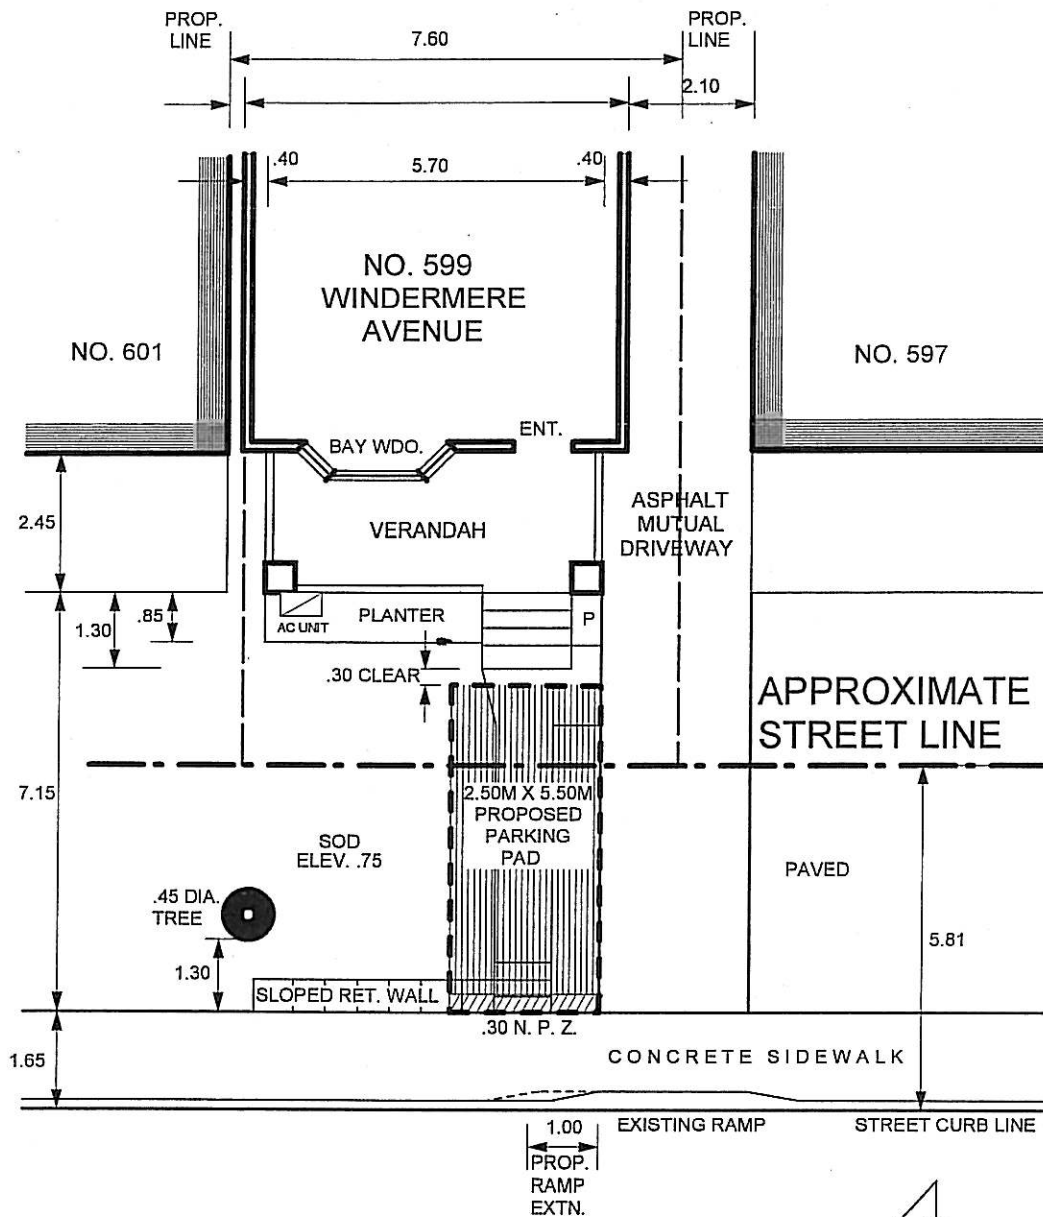 PROP.
LINE
7.60
PROP.
LINE
2.10
.40
5.70
.40
NO. 599
WINDERMERE
AVENUE
NO. 601
NO. 597
BAY WDO.
ENT.
2.45
VERANDAH
ASPHALT
MUTUAL
DRIVEWAY
1.30
.85
AC UNIT
PLANTER
P
.30 CLEAR
APPROXIMATE
STREET LINE
7.15
2.50M X 5.50M
PROPOSED
PARKING
PAD
SOD
ELEV. .75
PAVED
.45 DIA.
TREE
5.81
1.30
SLOPED RET. WALL
.30 N. P. Z.
1.65
CONCRETE SIDEWALK
1.00
EXISTING RAMP
STREET CURB LINE
PROP.
RAMP
EXTN.